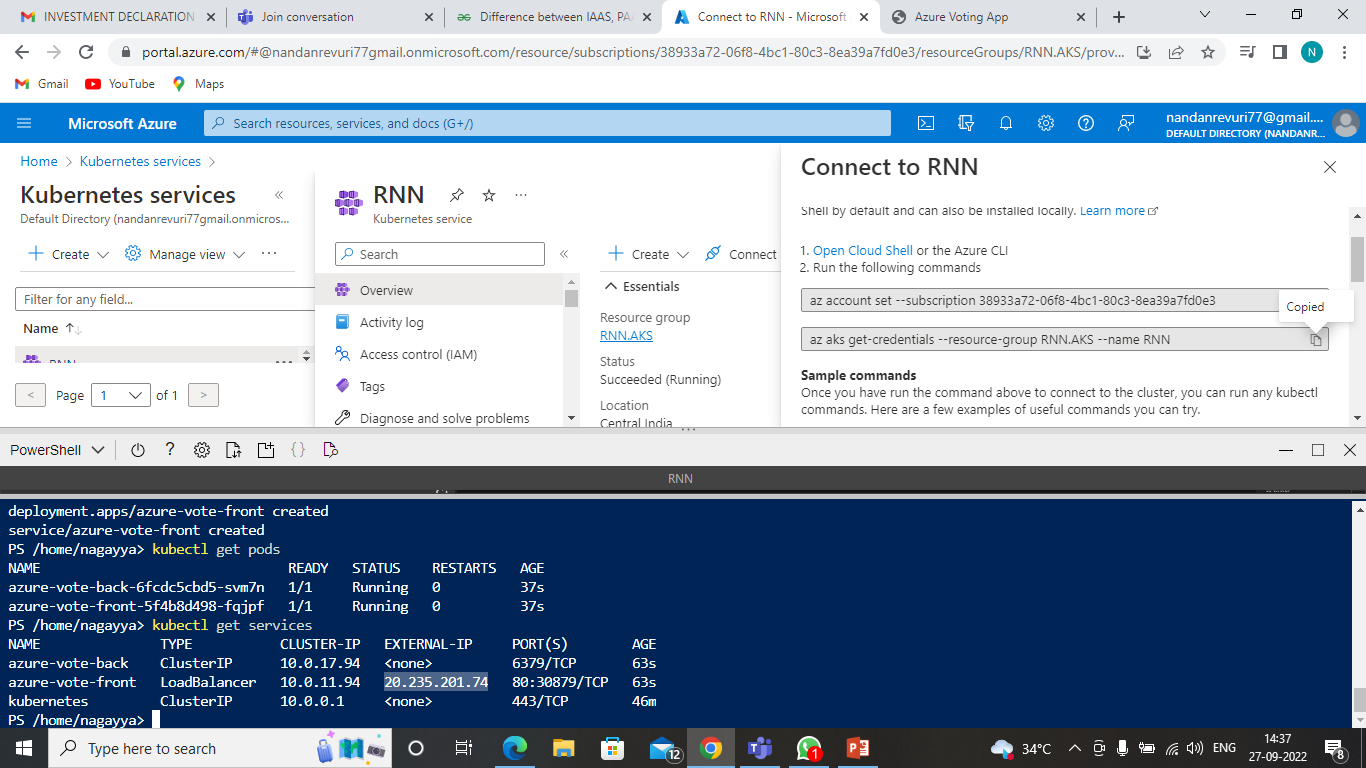 INVESTMENT DECLARATION
Join conversation
Difference between IAAS, PA
Connect to RNN - Microsoft
Azure Voting App
portal.azure.com/#@nandanrevuri77gmail.onmicrosoft.com/resource/subscriptions/38933a72-06f8-4bc1-80c3-8ea39a7fd0e3/resourceGroups/RNN.AKS/prov...
N
Gmail
YouTube
Maps
Microsoft Azure
Search resources, services, and docs (G+/)
nandanrevuri77@gmail....
DEFAULT DIRECTORY (NANDANR...
Home > Kubernetes services >
Kubernetes services
Default Directory (nandanrevuri77gmail.onmicros...
Create
Manage view
...
Filter for any field...
Name
RNN
...
< Page 1 of 1 >
RNN
...
Kubernetes service
Search
Overview
Activity log
Access control (IAM)
Tags
Diagnose and solve problems
Create
Connect
Essentials
Resource group
RNN.AKS
Status
Succeeded (Running)
Location
Central India
Connect to RNN
Shell by default and can also be installed locally. Learn more
1. Open Cloud Shell or the Azure CLI
2. Run the following commands
az account set --subscription 38933a72-06f8-4bc1-80c3-8ea39a7fd0e3
Copied
az aks get-credentials --resource-group RNN.AKS --name RNN
Sample commands
Once you have run the command above to connect to the cluster, you can run any kubectl
commands. Here are a few examples of useful commands you can try.
PowerShell
?
{}
RNN
deployment.apps/azure-vote-front created
service/azure-vote-front created
PS /home/nagayya> kubectl get pods
NAME READY STATUS RESTARTS AGE
azure-vote-back-6fcdc5cbd5-svm7n 1/1 Running 0 37s
azure-vote-front-5f4b8d498-fqjpf 1/1 Running 0 37s
PS /home/nagayya> kubectl get services
NAME TYPE CLUSTER-IP EXTERNAL-IP PORT(S) AGE
azure-vote-back ClusterIP 10.0.17.94 <none> 6379/TCP 63s
azure-vote-front LoadBalancer 10.0.11.94 20.235.201.74 80:30879/TCP 63s
kubernetes ClusterIP 10.0.0.1 <none> 443/TCP 46m
PS /home/nagayya>
Type here to search
12
1
34°C
ENG
14:37
27-09-2022
8